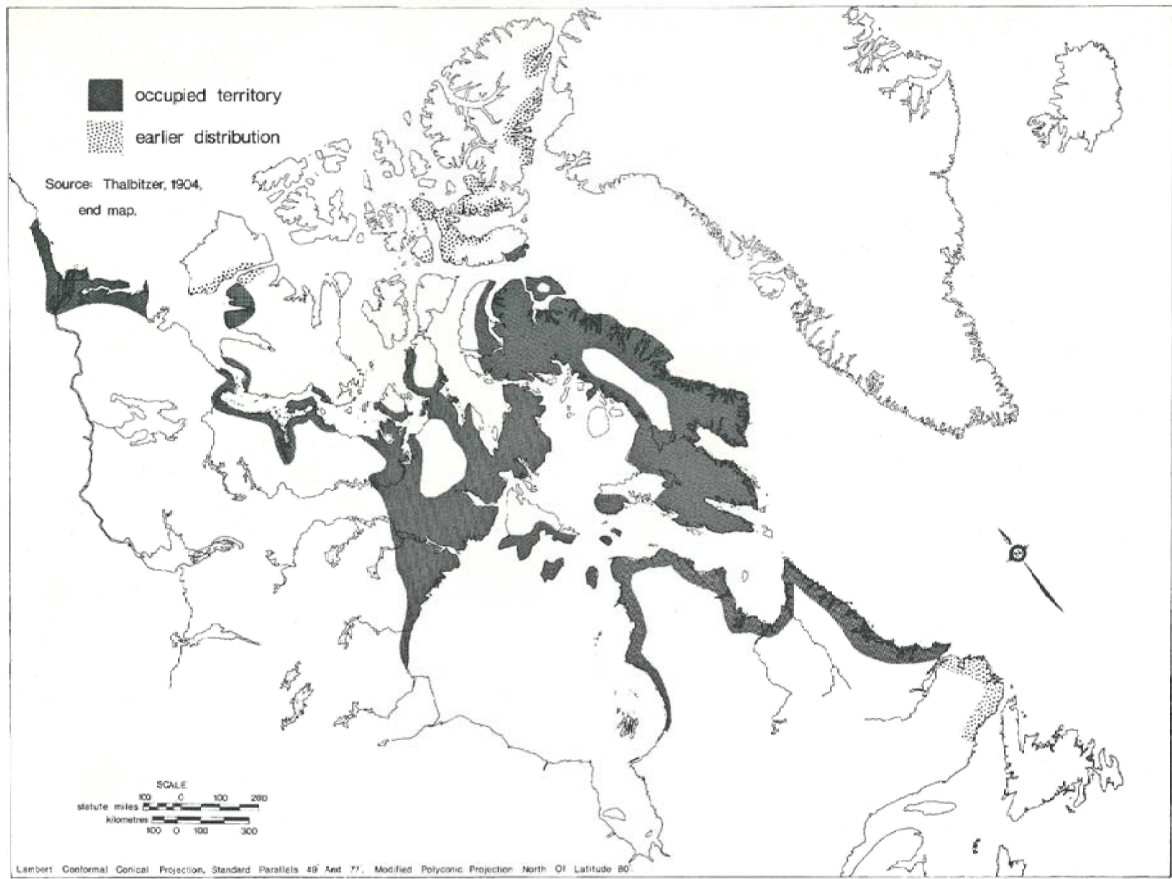 occupied territory
earlier distribution
Source: Thalbitzer, 1904,
end map.
SCALE
100 0 100 200
statute miles
kilometres
100 0 100 300
Lambert Conformal Conical Projection, Standard Parallels 49° And 77°, Modified Polyconic Projection North Of Latitude 80°.